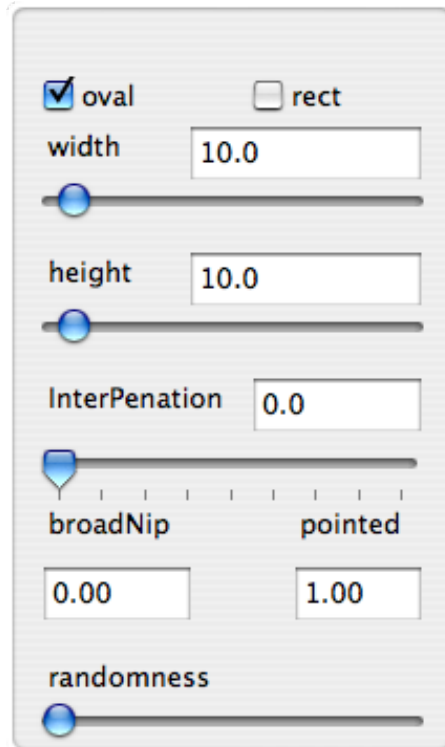 oval rect
width 10.0
height 10.0
InterPenation 0.0
broadNip pointed
0.00 1.00
randomness